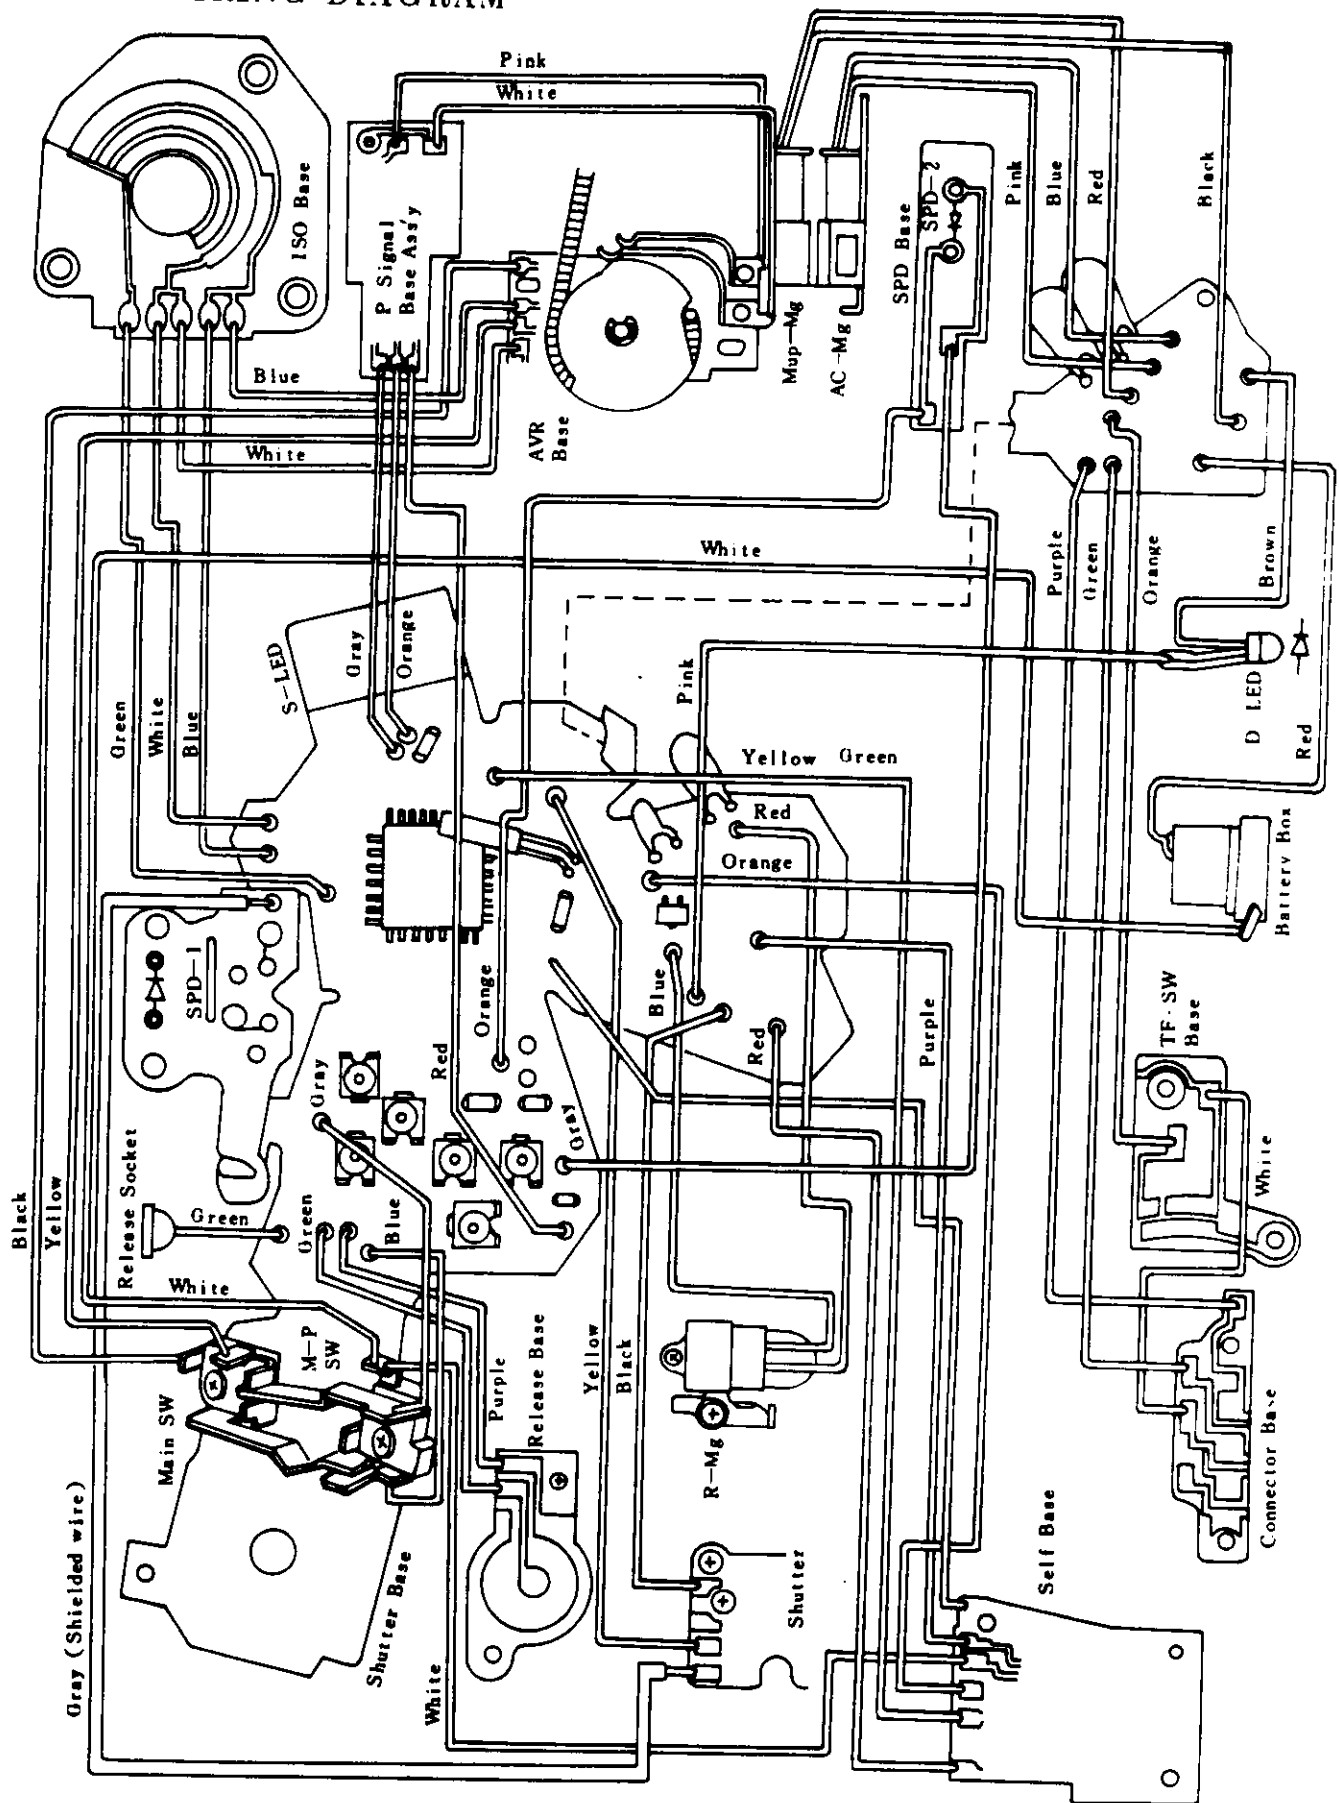 Pink
White
ISO Base
P Signal
Base Ass'y
Blue
White
AVR
Base
Mup-Mg
AC-Mg
SPD Base
SPD-2
Pink
Blue
Red
Black
White
Purple
Green
Orange
Brown
Green
White
Blue
S-LED
Gray
Orange
Pink
Yellow Green
Red
Orange
D LED
Red
Battery Box
SPD-1
Orange
Red
Gray
Gray
Blue
Red
Purple
TF-SW
Base
White
Black
Yellow
Release Socket
Green
Green
Blue
White
M-P
SW
Main SW
Purple
Release Base
Yellow
Black
R-Mg
Connector Base
Gray (Shielded wire)
Shutter Base
White
Shutter
Self Base